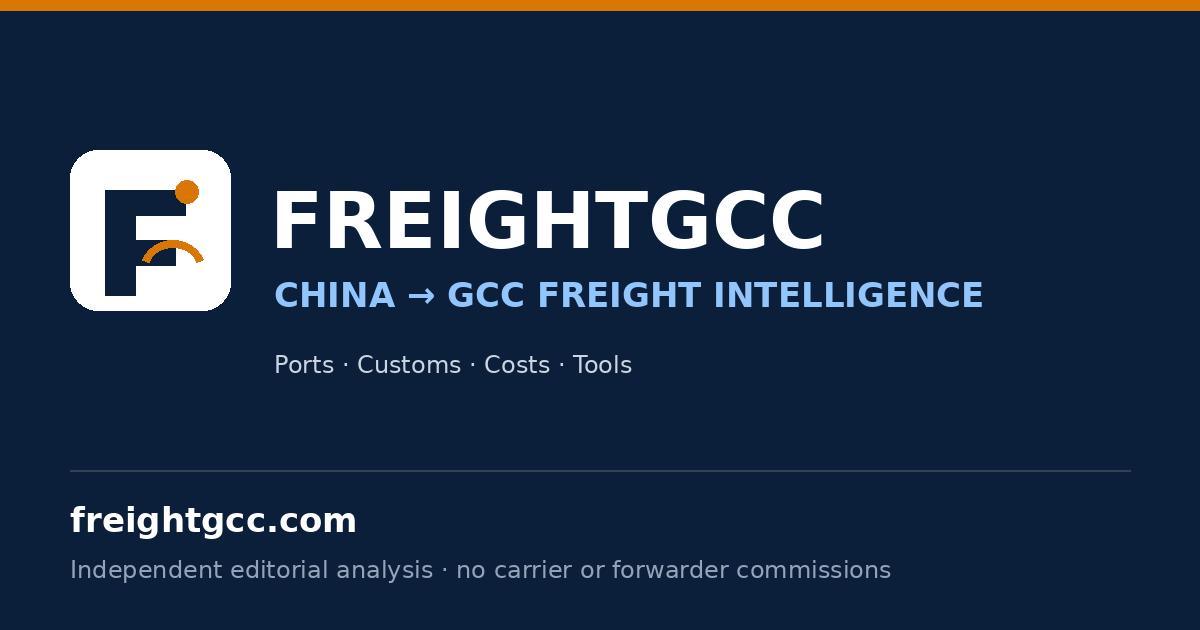 F
FREIGHTGCC
CHINA → GCC FREIGHT INTELLIGENCE
Ports · Customs · Costs · Tools
freightgcc.com
Independent editorial analysis · no carrier or forwarder commissions